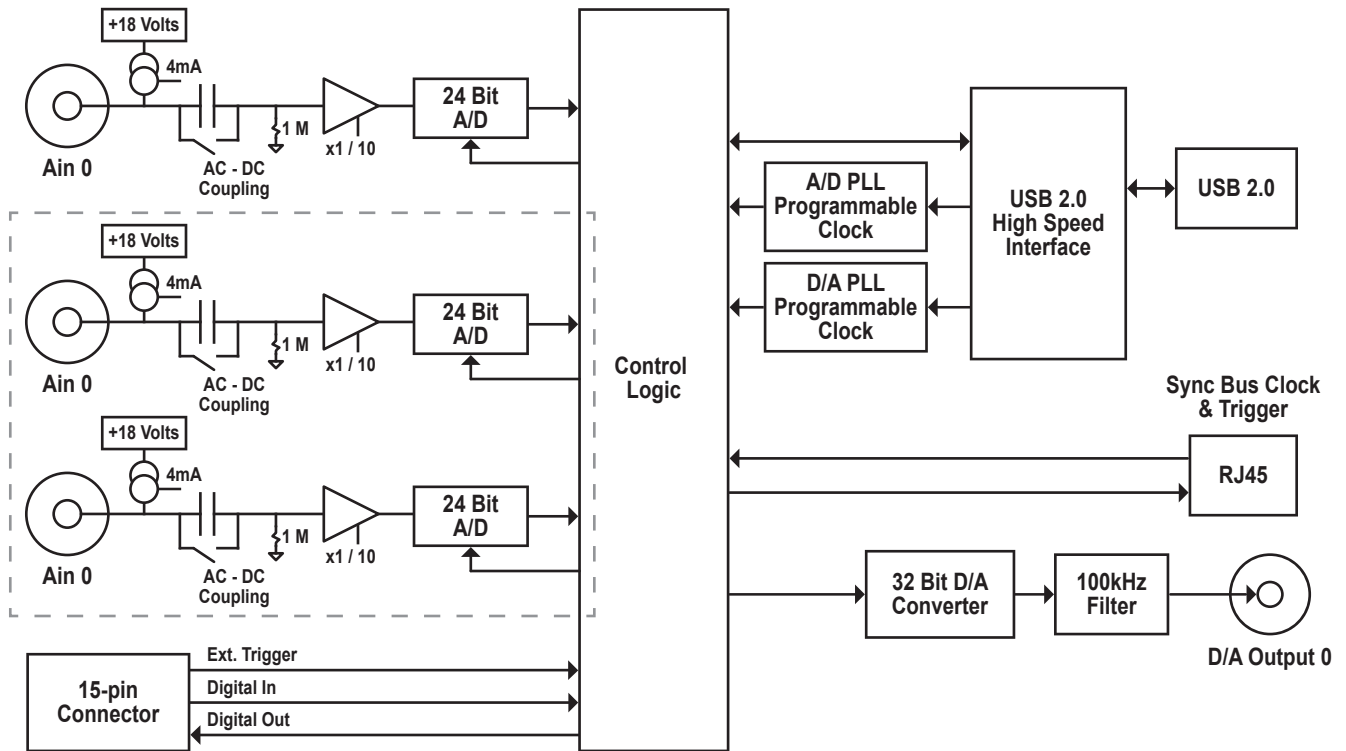 +18 Volts
4mA
Ain 0
AC - DC
Coupling
1 M
x1 / 10
24 Bit
A/D
+18 Volts
4mA
Ain 0
AC - DC
Coupling
1 M
x1 / 10
24 Bit
A/D
+18 Volts
4mA
Ain 0
AC - DC
Coupling
1 M
x1 / 10
24 Bit
A/D
15-pin
Connector
Ext. Trigger
Digital In
Digital Out
Control
Logic
A/D PLL
Programmable
Clock
D/A PLL
Programmable
Clock
USB 2.0
High Speed
Interface
USB 2.0
Sync Bus Clock
& Trigger
RJ45
32 Bit D/A
Converter
100kHz
Filter
D/A Output 0